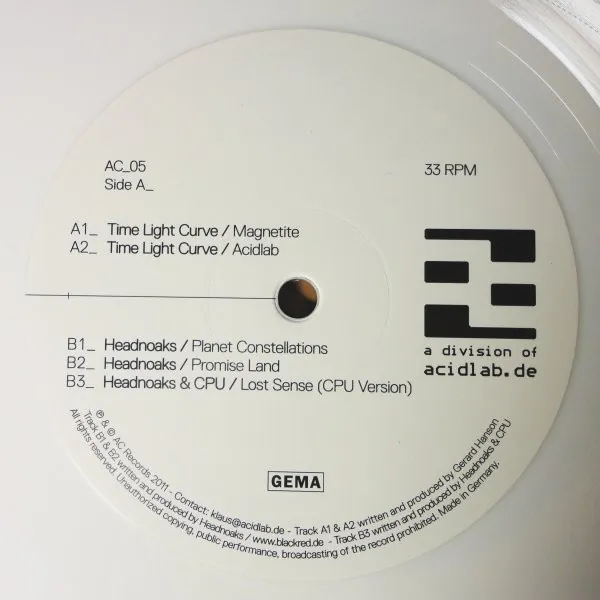 AC_05
Side A_
33 RPM
A1_ Time Light Curve / Magnetite
A2_ Time Light Curve / Acidlab
B1_ Headnoaks / Planet Constellations
B2_ Headnoaks / Promise Land
B3_ Headnoaks & CPU / Lost Sense (CPU Version)
a division of
acidlab.de
GEMA
℗ & © AC Records 2011 - Contact: klaus@acidlab.de - Track A1 & A2 written and produced by Gerard Hanson
Track B1 & B2 written and produced by Headnoaks / www.blackred.de - Track B3 written and produced by Headnoaks & CPU
All rights reserved. Unauthorized copying, public performance, broadcasting of the record prohibited. Made in Germany.